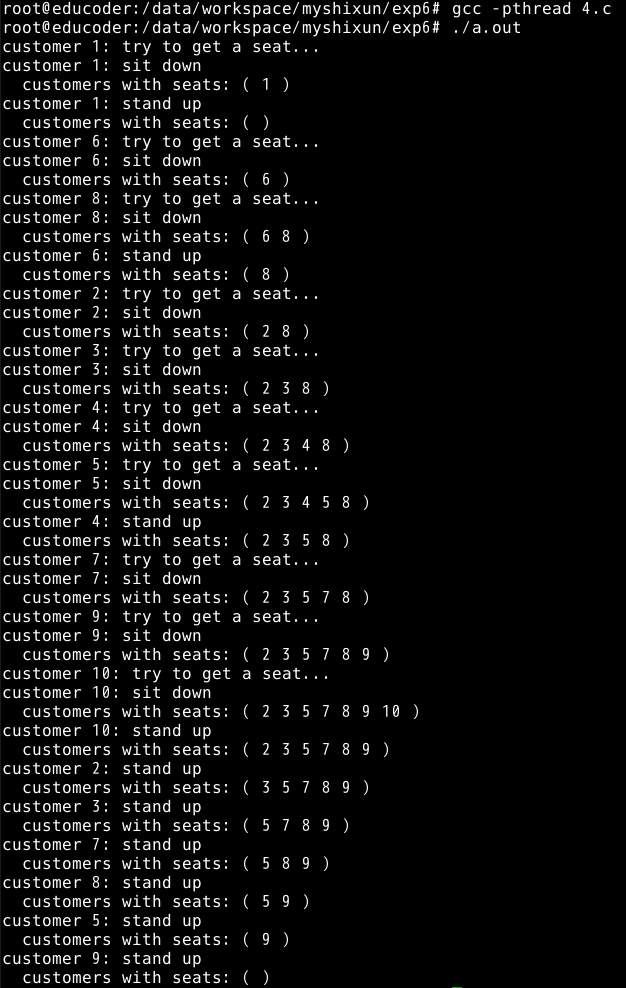 root@educoder:/data/workspace/myshixun/exp6# gcc -pthread 4.c
root@educoder:/data/workspace/myshixun/exp6# ./a.out
customer 1: try to get a seat...
customer 1: sit down
  customers with seats: ( 1 )
customer 1: stand up
  customers with seats: ( )
customer 6: try to get a seat...
customer 6: sit down
  customers with seats: ( 6 )
customer 8: try to get a seat...
customer 8: sit down
  customers with seats: ( 6 8 )
customer 6: stand up
  customers with seats: ( 8 )
customer 2: try to get a seat...
customer 2: sit down
  customers with seats: ( 2 8 )
customer 3: try to get a seat...
customer 3: sit down
  customers with seats: ( 2 3 8 )
customer 4: try to get a seat...
customer 4: sit down
  customers with seats: ( 2 3 4 8 )
customer 5: try to get a seat...
customer 5: sit down
  customers with seats: ( 2 3 4 5 8 )
customer 4: stand up
  customers with seats: ( 2 3 5 8 )
customer 7: try to get a seat...
customer 7: sit down
  customers with seats: ( 2 3 5 7 8 )
customer 9: try to get a seat...
customer 9: sit down
  customers with seats: ( 2 3 5 7 8 9 )
customer 10: try to get a seat...
customer 10: sit down
  customers with seats: ( 2 3 5 7 8 9 10 )
customer 10: stand up
  customers with seats: ( 2 3 5 7 8 9 )
customer 2: stand up
  customers with seats: ( 3 5 7 8 9 )
customer 3: stand up
  customers with seats: ( 5 7 8 9 )
customer 7: stand up
  customers with seats: ( 5 8 9 )
customer 8: stand up
  customers with seats: ( 5 9 )
customer 5: stand up
  customers with seats: ( 9 )
customer 9: stand up
  customers with seats: ( )